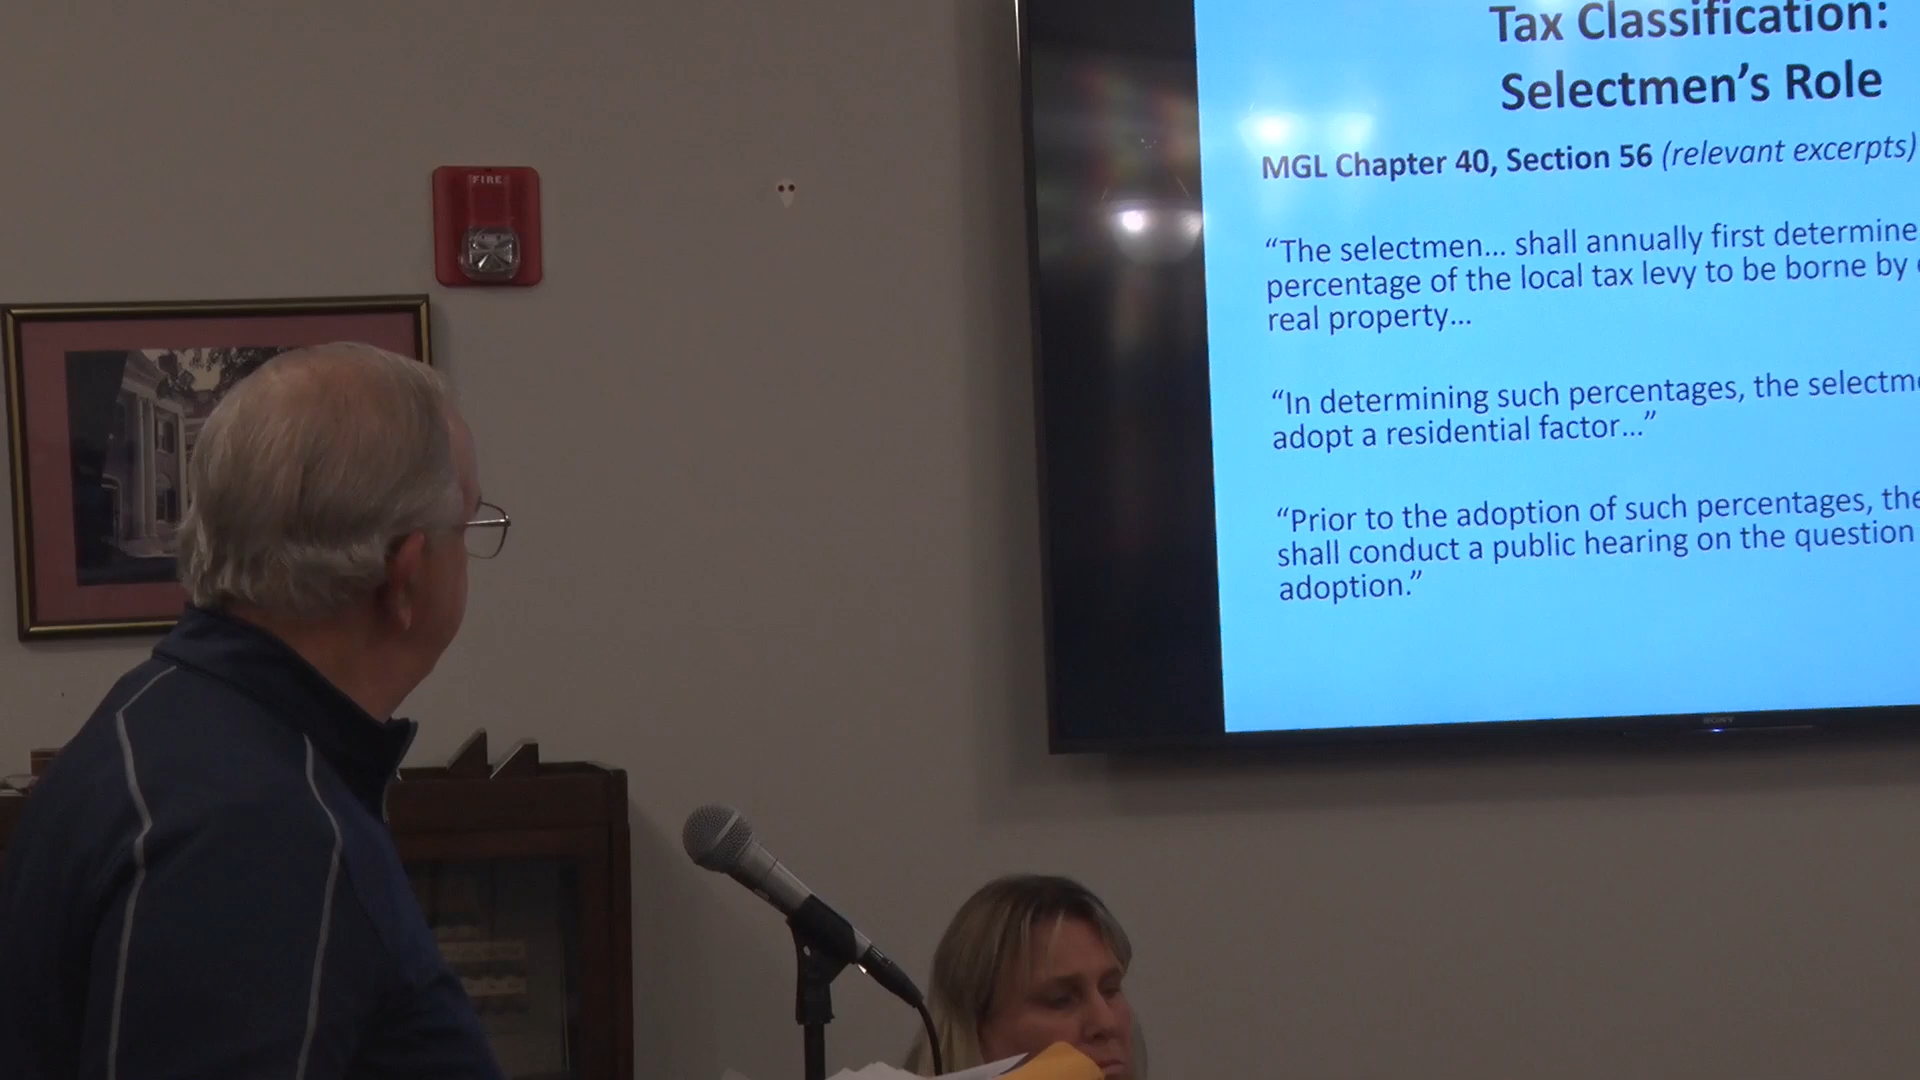 Tax Classification:
Selectmen's Role
FIRE
MGL Chapter 40, Section 56 (relevant excerpts)
“The selectmen... shall annually first determine
percentage of the local tax levy to be borne by
real property...
“In determining such percentages, the selectm
adopt a residential factor...”
“Prior to the adoption of such percentages, the
shall conduct a public hearing on the question
adoption.”
SONY